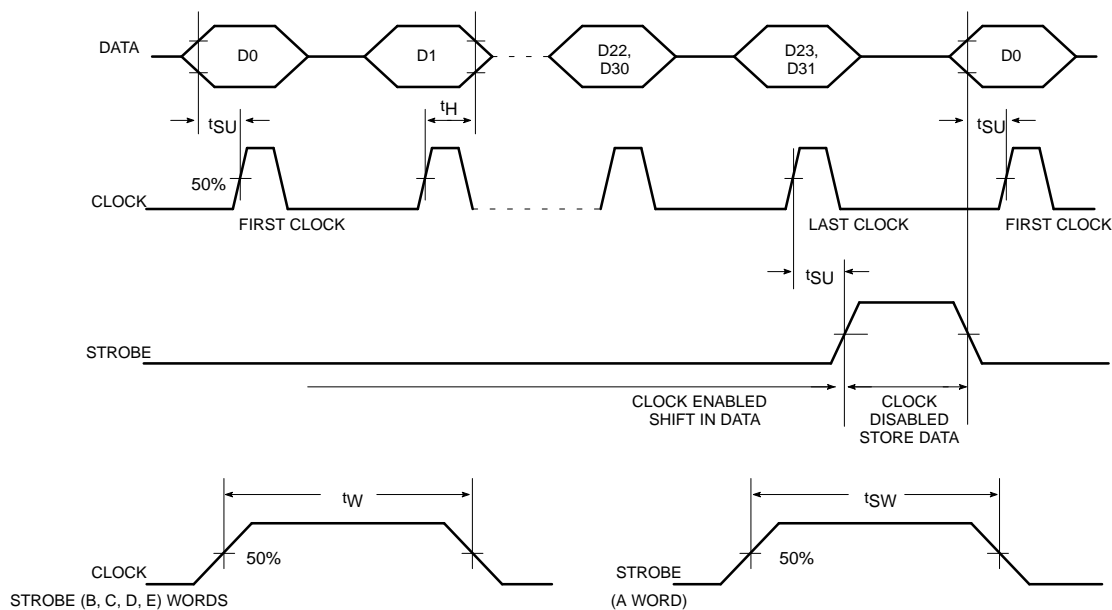 DATA
D0
D1
D22,
D30
D23,
D31
D0
tSU
tH
tSU
50%
CLOCK
FIRST CLOCK
LAST CLOCK
FIRST CLOCK
tSU
STROBE
CLOCK ENABLED
SHIFT IN DATA
CLOCK
DISABLED
STORE DATA
tW
50%
CLOCK
STROBE (B, C, D, E) WORDS
tSW
50%
STROBE
(A WORD)